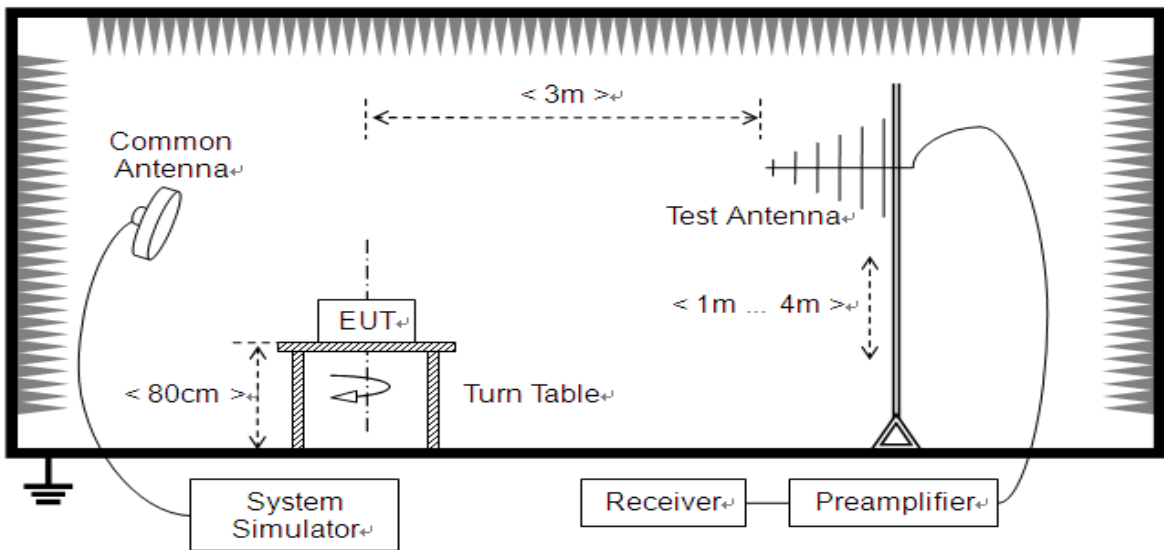 < 3m >↵
Common
Antenna↵
Test Antenna↵
< 1m ... 4m >↵
EUT↵
< 80cm >↵
Turn Table↵
System
Simulator↵
Receiver↵
Preamplifier↵